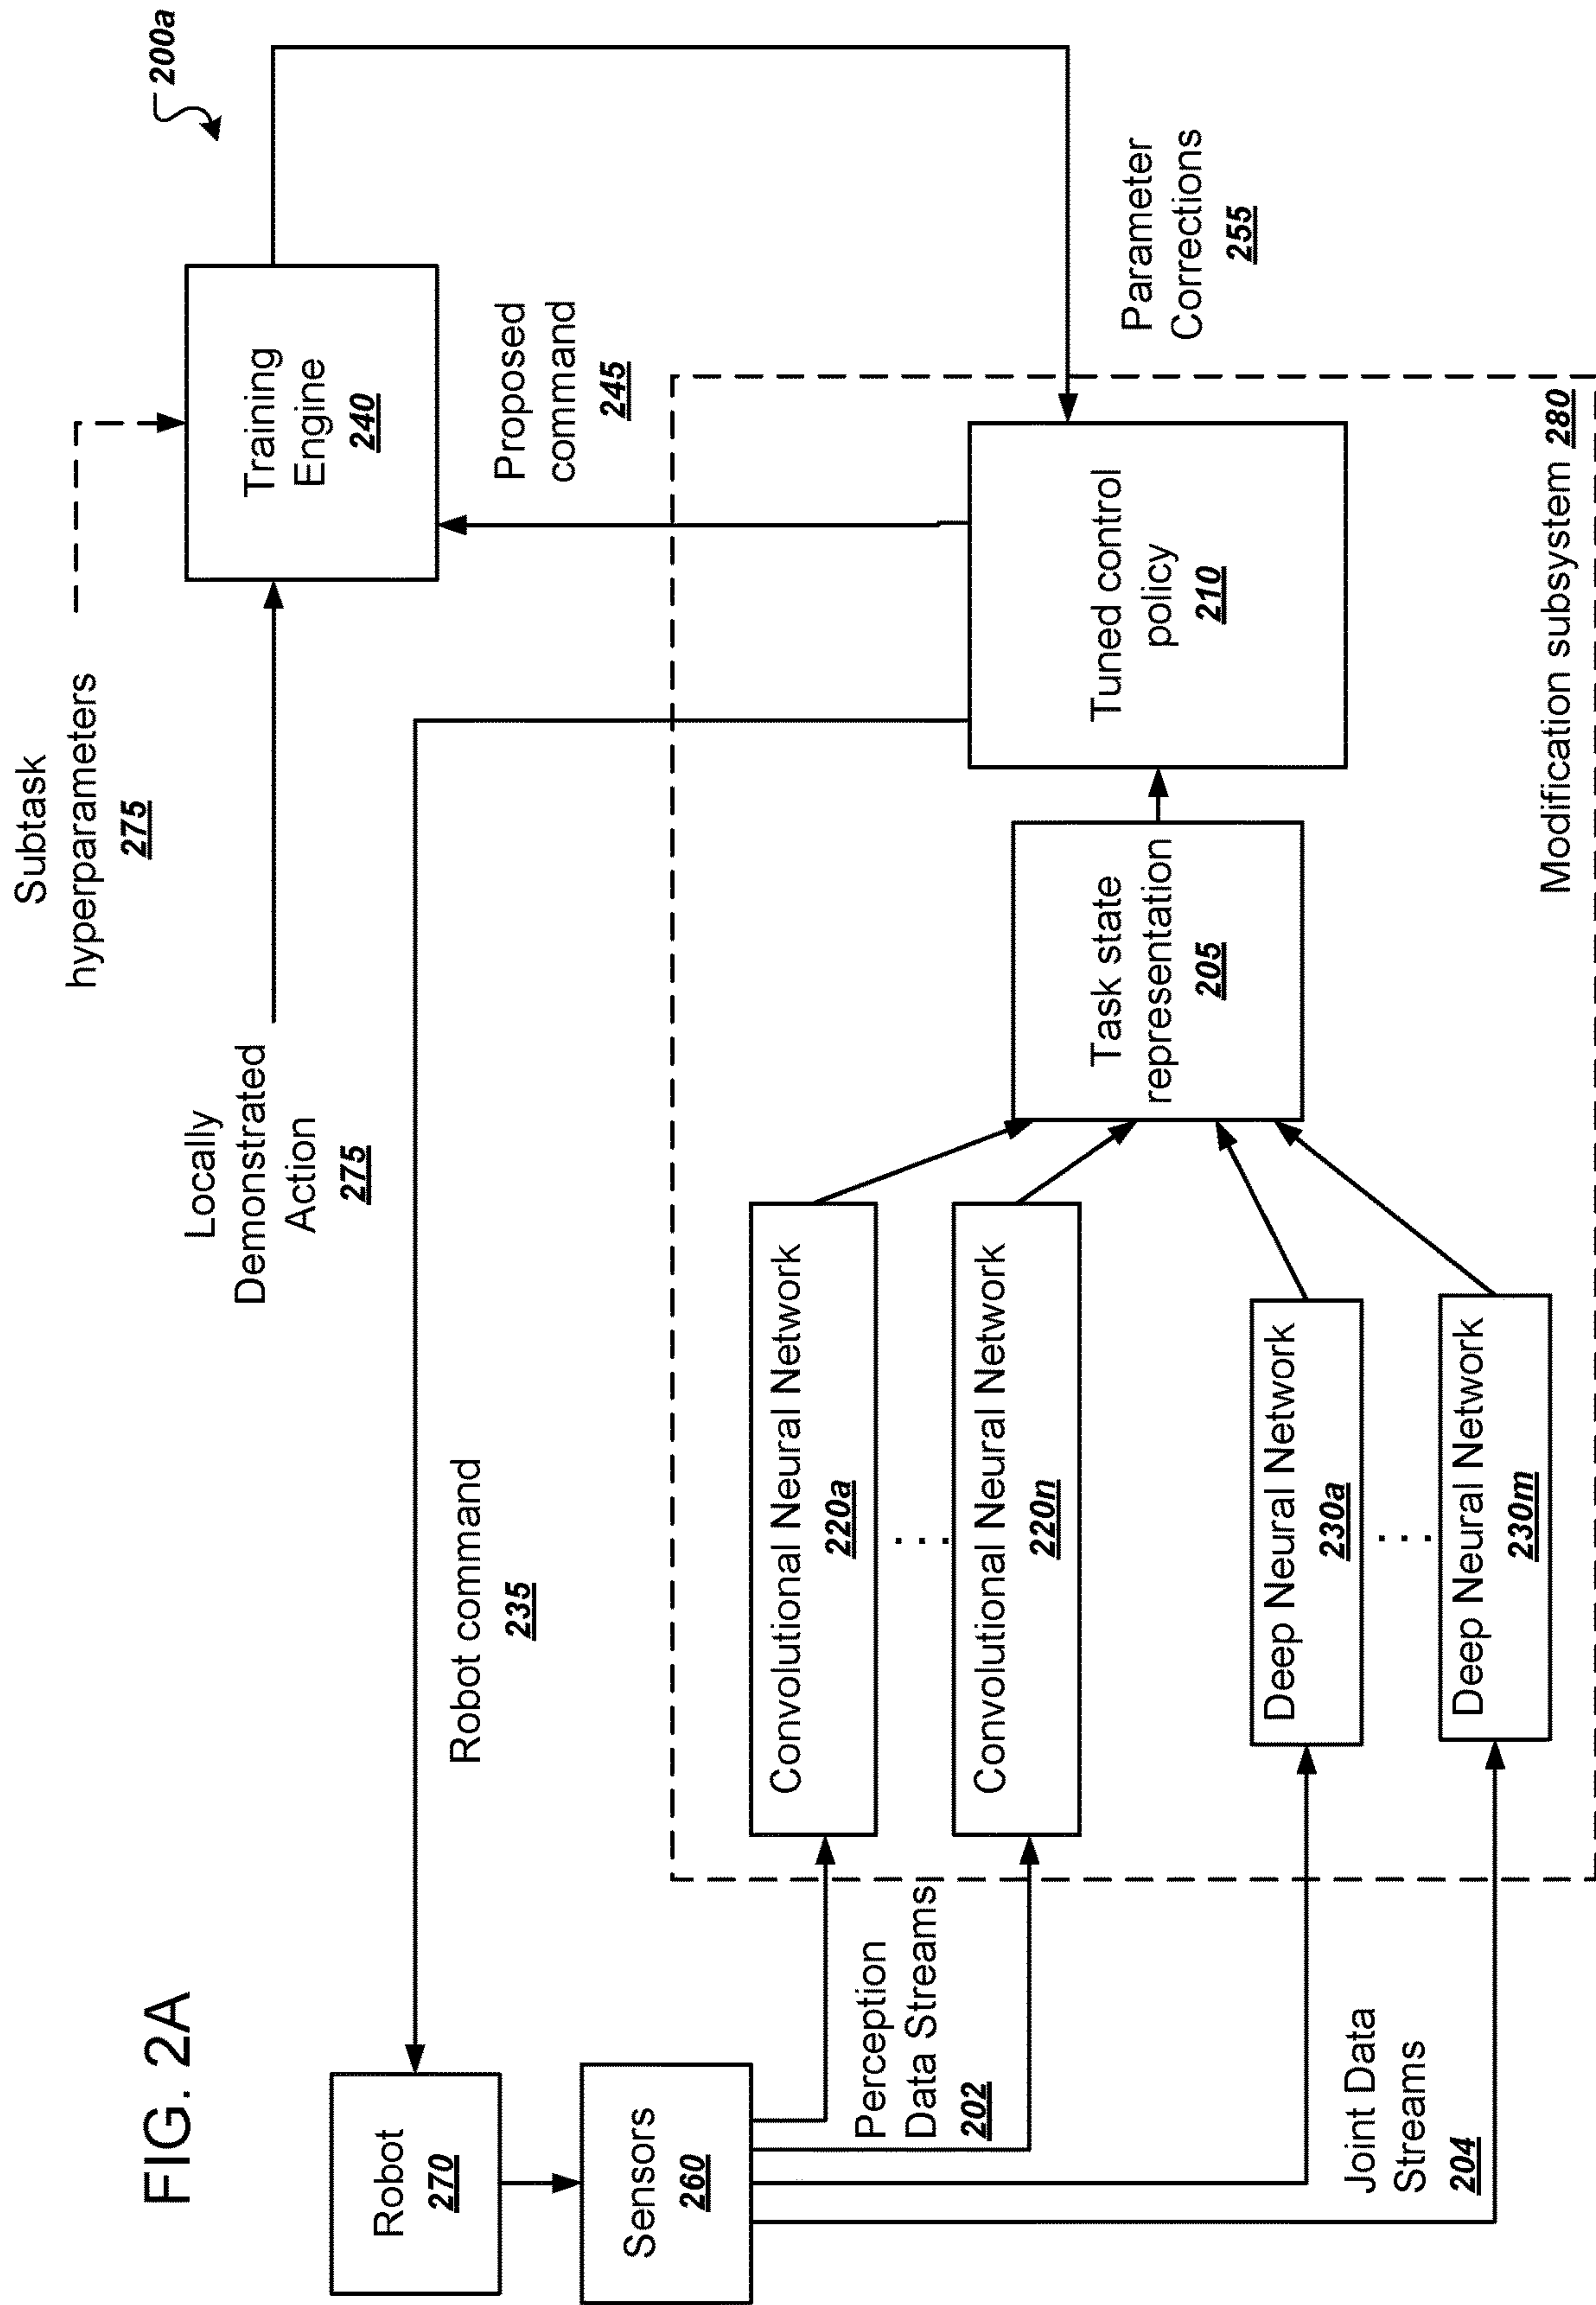 FIG. 2A
200a
Subtask
hyperparameters
275
Locally
Demonstrated
Action
275
Training
Engine
240
Robot
270
Robot command
235
Proposed
command
245
Sensors
260
Perception
Data Streams
202
Joint Data
Streams
204
Convolutional Neural Network
220a
...
Convolutional Neural Network
220n
Deep Neural Network
230a
...
Deep Neural Network
230m
Task state
representation
205
Tuned control
policy
210
Parameter
Corrections
255
Modification subsystem 280